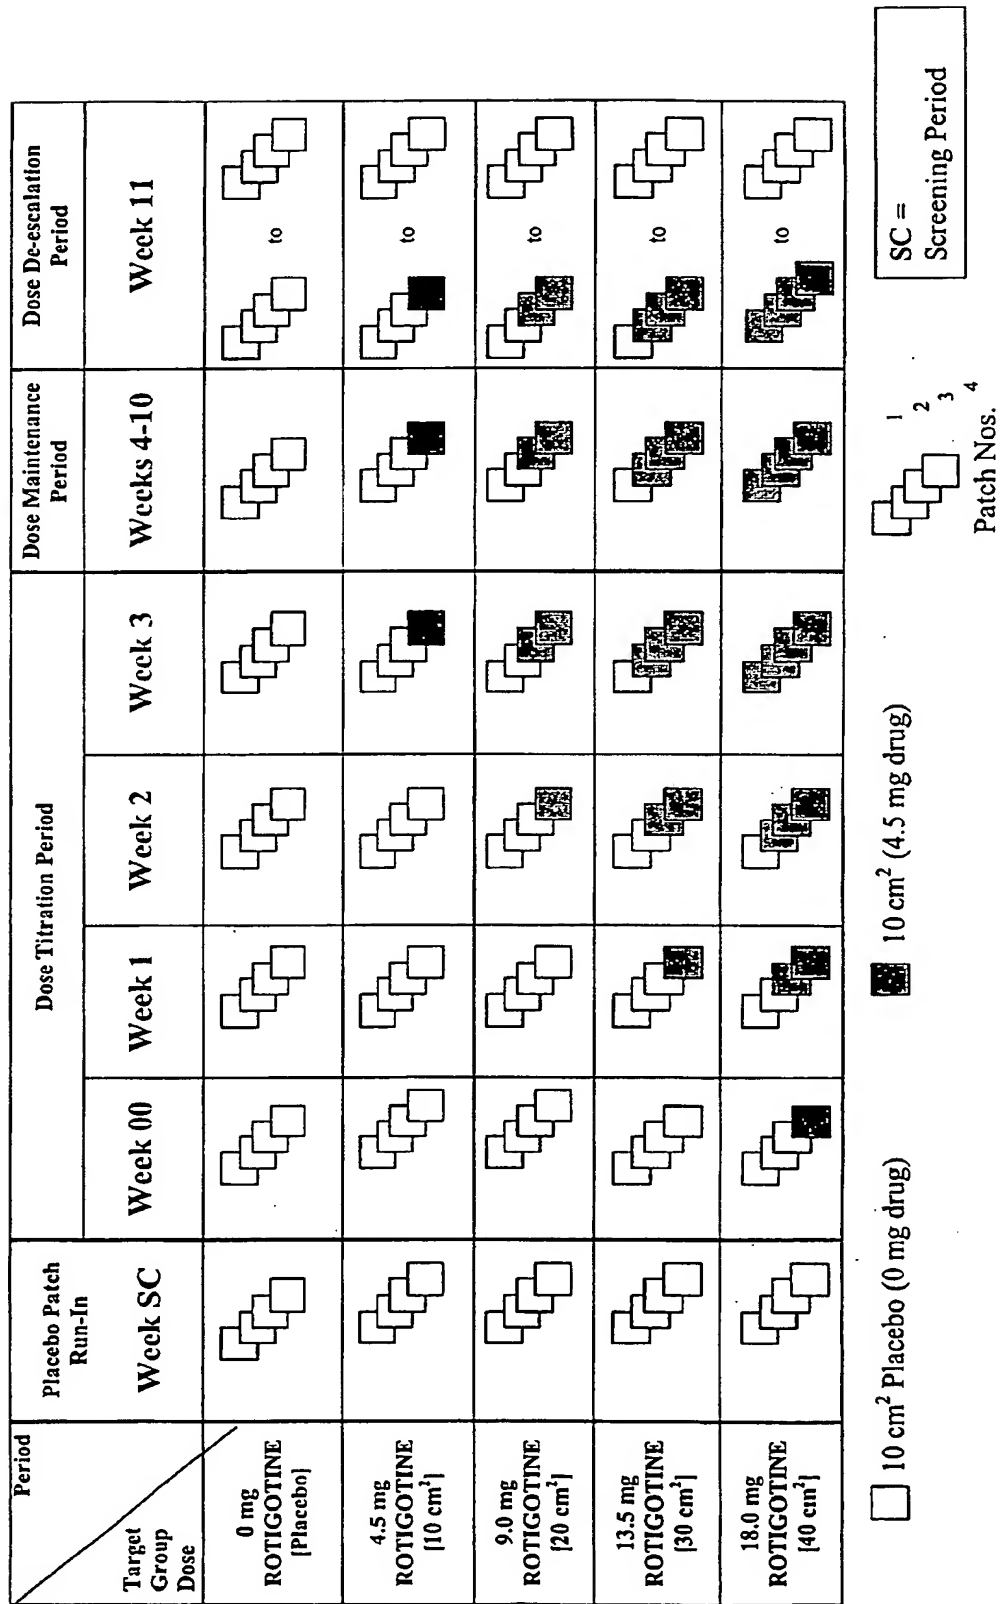 Period
Target
Group
Dose
Placebo Patch
Run-In
Week SC
Dose Titration Period
Week 00
Week 1
Week 2
Week 3
Dose Maintenance
Period
Weeks 4-10
Dose De-escalation
Period
Week 11
0 mg
ROTIGOTINE
[Placebo]
to
4.5 mg
ROTIGOTINE
[10 cm²]
to
9.0 mg
ROTIGOTINE
[20 cm²]
to
13.5 mg
ROTIGOTINE
[30 cm²]
to
18.0 mg
ROTIGOTINE
[40 cm²]
to
10 cm² Placebo (0 mg drug)
10 cm² (4.5 mg drug)
1
2
3
4
Patch Nos.
SC =
Screening Period